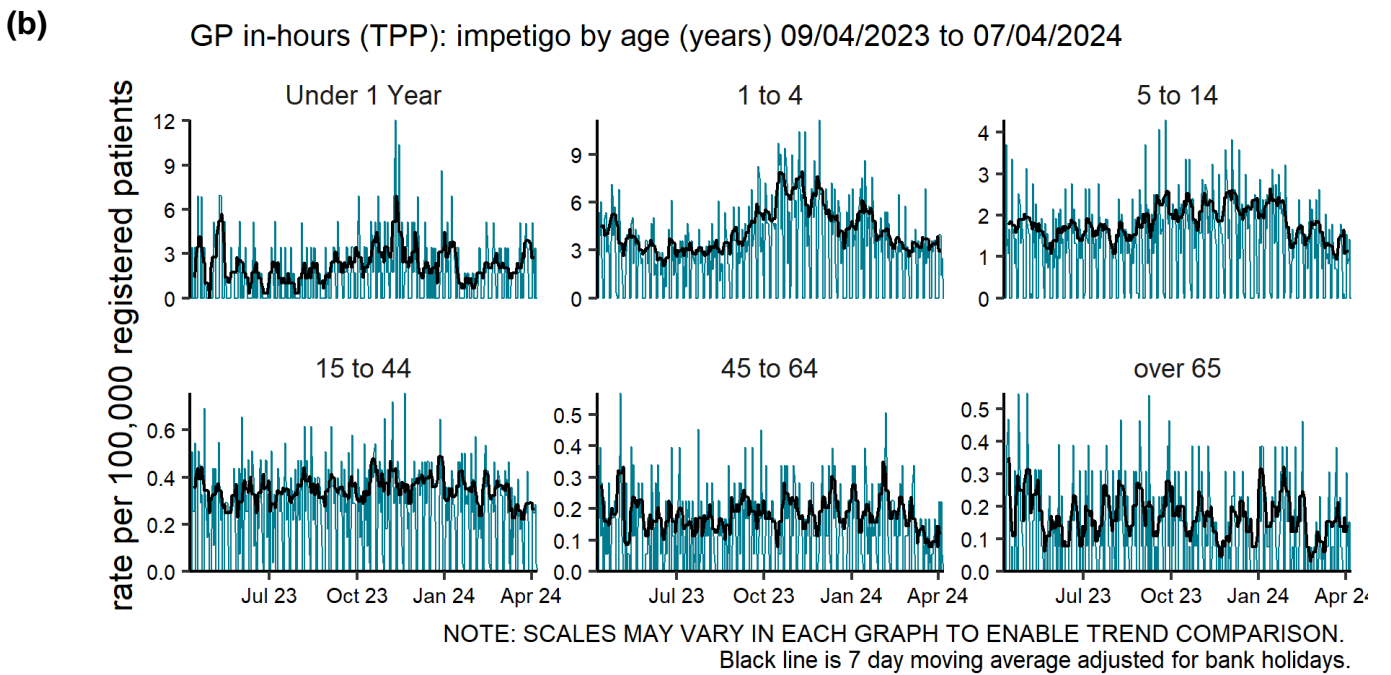 (b)
GP in-hours (TPP): impetigo by age (years) 09/04/2023 to 07/04/2024
rate per 100,000 registered patients
Under 1 Year
12
9
6
3
0
1 to 4
9
6
3
0
5 to 14
4
3
2
1
0
15 to 44
0.6
0.4
0.2
0.0
Jul 23 Oct 23 Jan 24 Apr 24
45 to 64
0.5
0.4
0.3
0.2
0.1
0.0
Jul 23 Oct 23 Jan 24 Apr 24
over 65
0.5
0.4
0.3
0.2
0.1
0.0
Jul 23 Oct 23 Jan 24 Apr 2
NOTE: SCALES MAY VARY IN EACH GRAPH TO ENABLE TREND COMPARISON.
Black line is 7 day moving average adjusted for bank holidays.